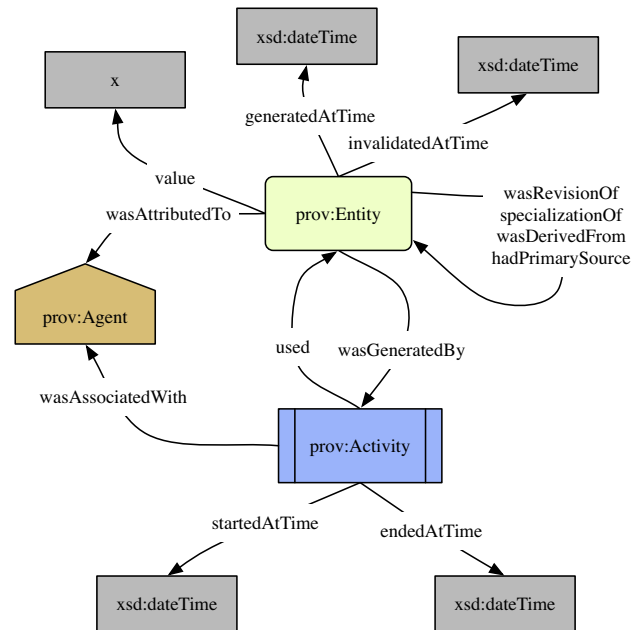 xsd:dateTime
xsd:dateTime
x
generatedAtTime
invalidatedAtTime
value
wasRevisionOf
specializationOf
wasDerivedFrom
hadPrimarySource
wasAttributedTo
prov:Entity
prov:Agent
used
wasGeneratedBy
wasAssociatedWith
prov:Activity
startedAtTime
endedAtTime
xsd:dateTime
xsd:dateTime